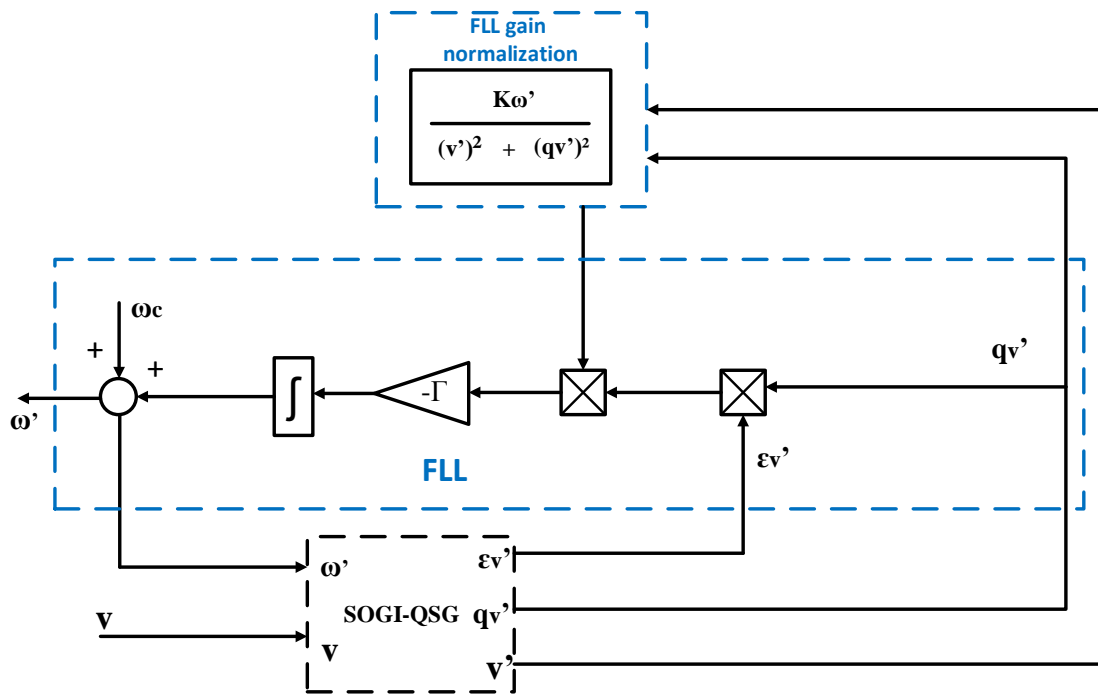 FLL gain
normalization
Kω’
(v’)² + (qv’)²
ωc
+
+
ω’
∫
-Γ
qv’
εv’
FLL
ω’
εv’
v
SOGI-QSG
qv’
v
v’